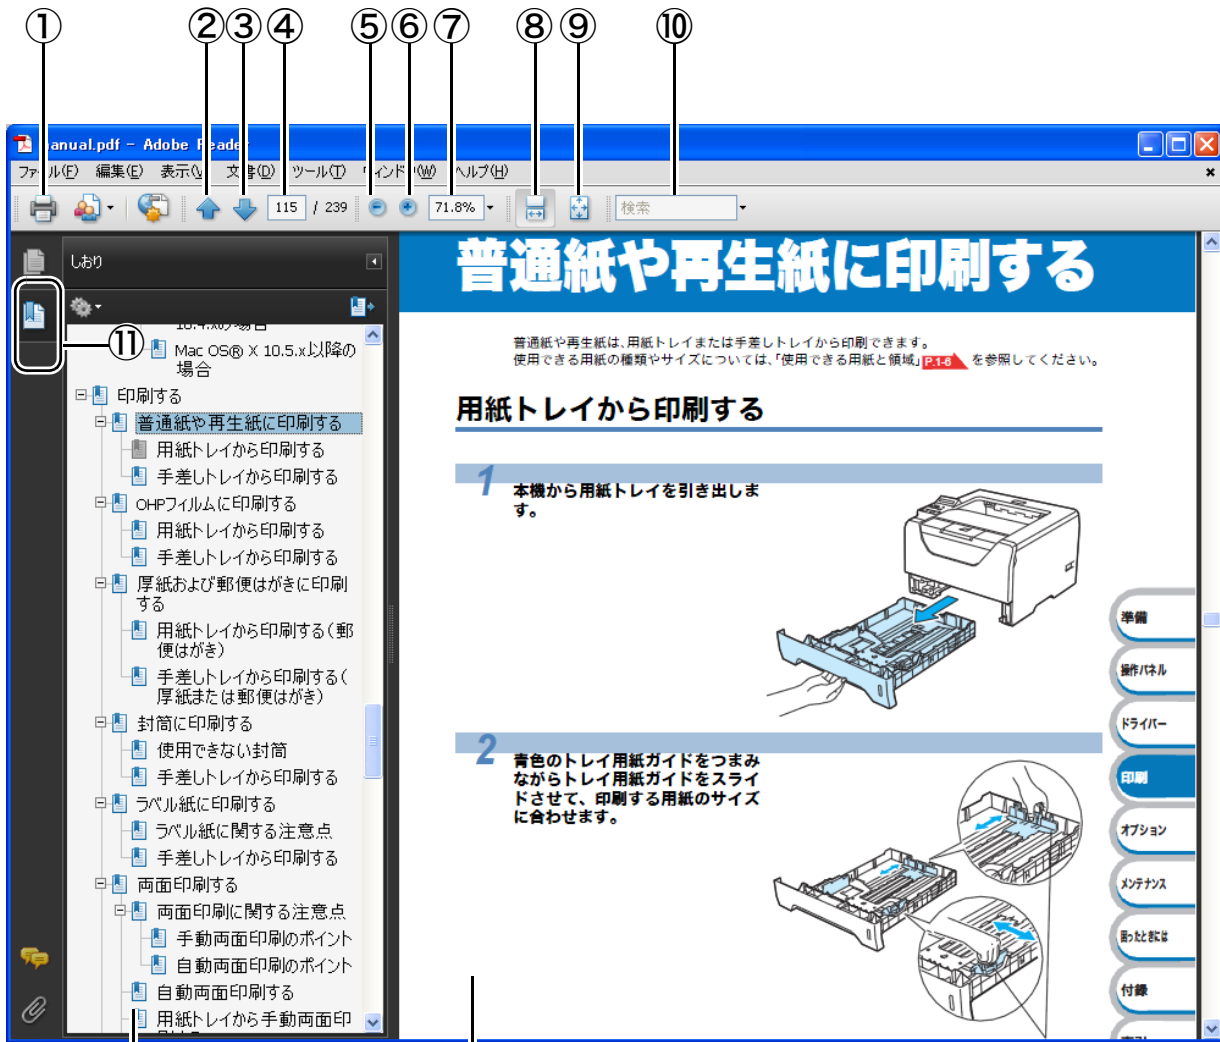 ① ② ③ ④ ⑤ ⑥ ⑦ ⑧ ⑨ ⑩
anual.pdf - Adobe Reader
ファイル(F) 編集(E) 表示(V) 文書(D) ツール(T) ウィンドウ(W) ヘルプ(H)
115 / 239 71.8% 検索
しおり
⑪
Mac OS® X 10.5.x以降の
場合
印刷する
普通紙や再生紙に印刷する
用紙トレイから印刷する
手差しトレイから印刷する
OHPフィルムに印刷する
用紙トレイから印刷する
手差しトレイから印刷する
厚紙および郵便はがきに印刷
する
用紙トレイから印刷する(郵
便はがき)
手差しトレイから印刷する(
厚紙または郵便はがき)
封筒に印刷する
使用できない封筒
手差しトレイから印刷する
ラベル紙に印刷する
ラベル紙に関する注意点
手差しトレイから印刷する
両面印刷する
両面印刷に関する注意点
手動両面印刷のポイント
自動両面印刷のポイント
自動両面印刷する
用紙トレイから手動両面印
普通紙や再生紙に印刷する
普通紙や再生紙は、用紙トレイまたは手差しトレイから印刷できます。
使用できる用紙の種類やサイズについては、「使用できる用紙と領域」P.1-6 を参照してください。
用紙トレイから印刷する
1
本機から用紙トレイを引き出しま
す。
2
青色のトレイ用紙ガイドをつまみ
ながらトレイ用紙ガイドをスライ
ドさせて、印刷する用紙のサイズ
に合わせます。
準備
操作パネル
ドライバー
印刷
オプション
メンテナンス
困ったときには
付録